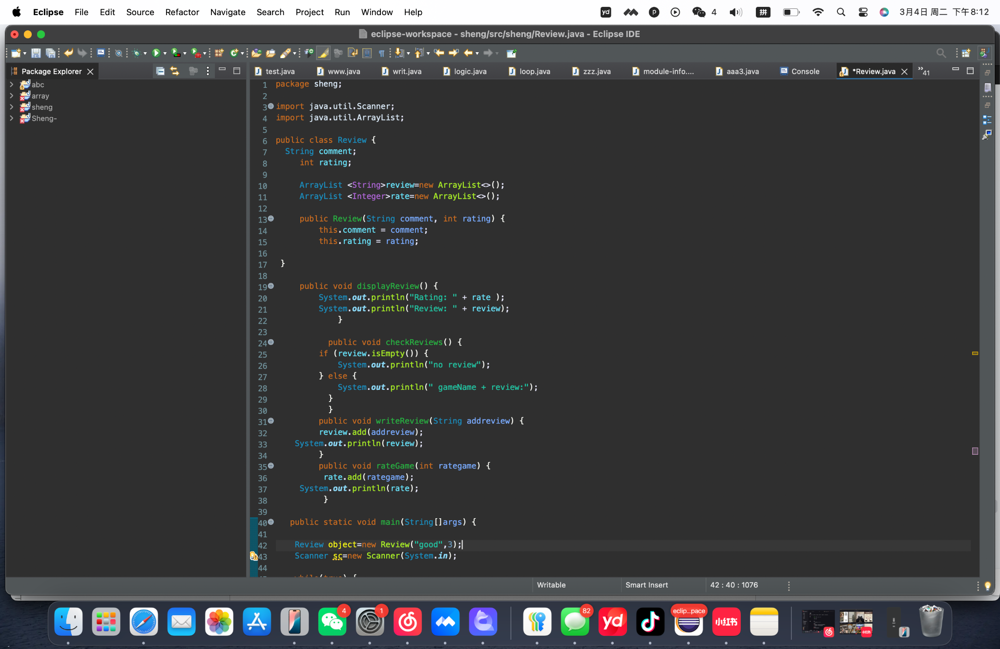 Eclipse File Edit Source Refactor Navigate Search Project Run Window Help yd p 4 拼 3月4日 周二 下午8:12
eclipse-workspace - sheng/src/sheng/Review.java - Eclipse IDE
Package Explorer
test.java www.java writ.java logic.java loop.java zzz.java module-info.... aaa3.java Console *Review.java »41
abc
array
sheng
Sheng-
1 package sheng;
2
3 import java.util.Scanner;
4 import java.util.ArrayList;
5
6 public class Review {
7 String comment;
8 int rating;
9
10 ArrayList <String>review=new ArrayList<>();
11 ArrayList <Integer>rate=new ArrayList<>();
12
13 public Review(String comment, int rating) {
14 this.comment = comment;
15 this.rating = rating;
16
17 }
18
19 public void displayReview() {
20 System.out.println("Rating: " + rate );
21 System.out.println("Review: " + review);
22 }
23
24 public void checkReviews() {
25 if (review.isEmpty()) {
26 System.out.println("no review");
27 } else {
28 System.out.println(" gameName + review:");
29 }
30 }
31 public void writeReview(String addreview) {
32 review.add(addreview);
33 System.out.println(review);
34 }
35 public void rateGame(int rategame) {
36 rate.add(rategame);
37 System.out.println(rate);
38 }
39
40 public static void main(String[]args) {
41
42 Review object=new Review("good",3);
43 Scanner sc=new Scanner(System.in);
44
while(true) {
Writable Smart Insert 42 : 40 : 1076
4 1 82 yd eclip...pace 小红书